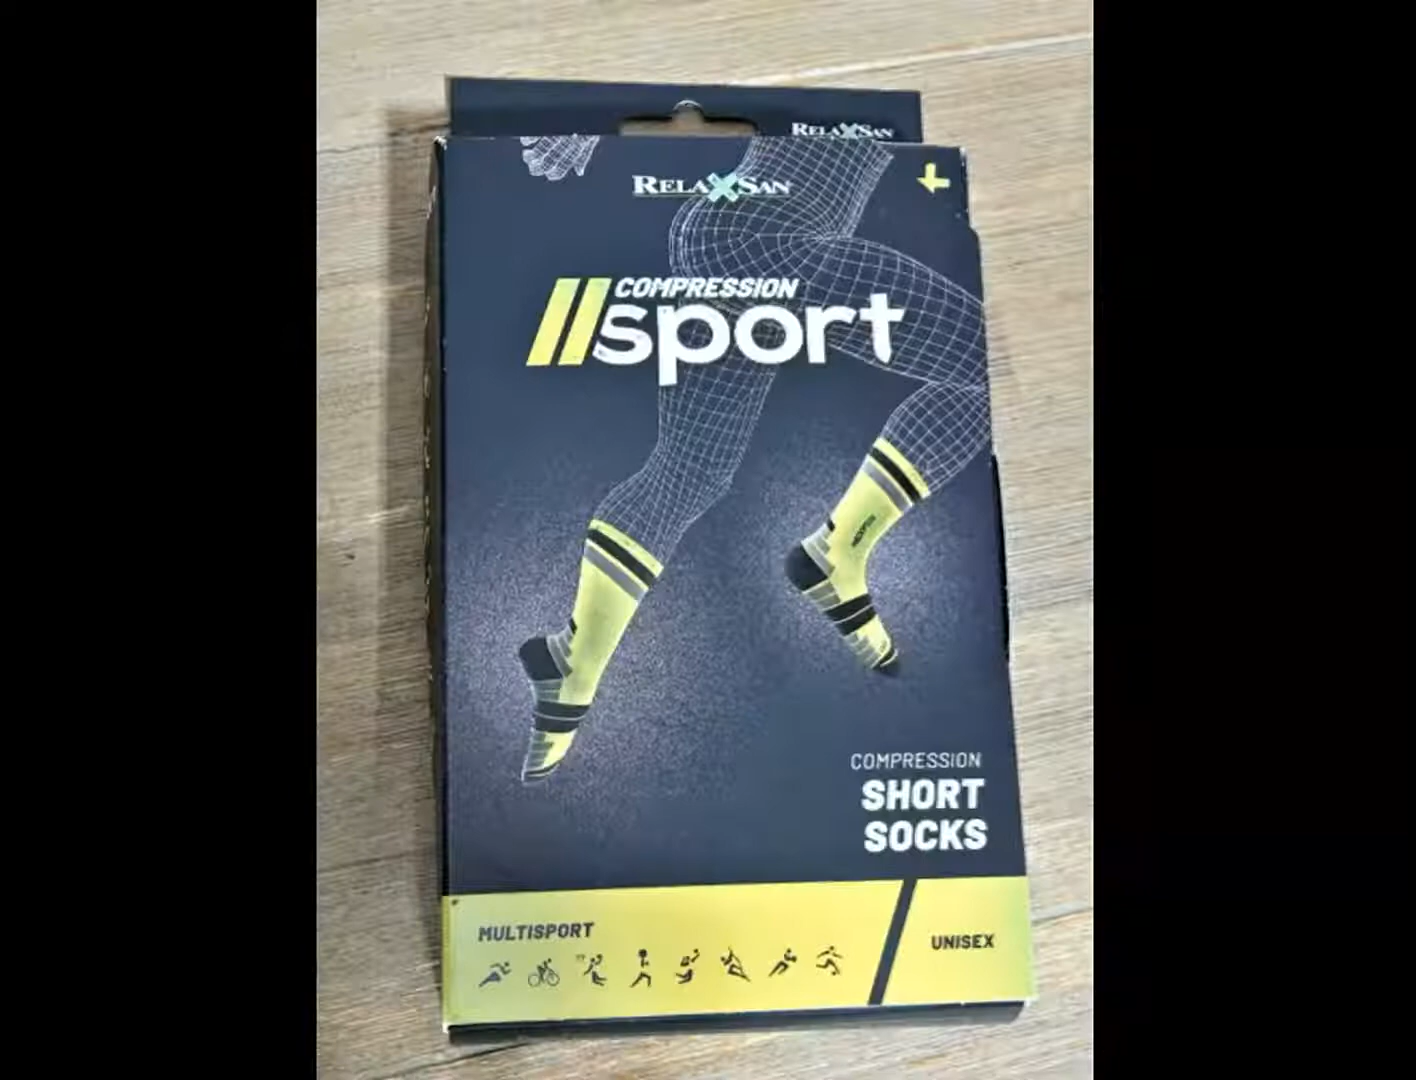 RELAXSAN
RELAXSAN
COMPRESSION
sport
COMPRESSION
SHORT
SOCKS
MULTISPORT
UNISEX